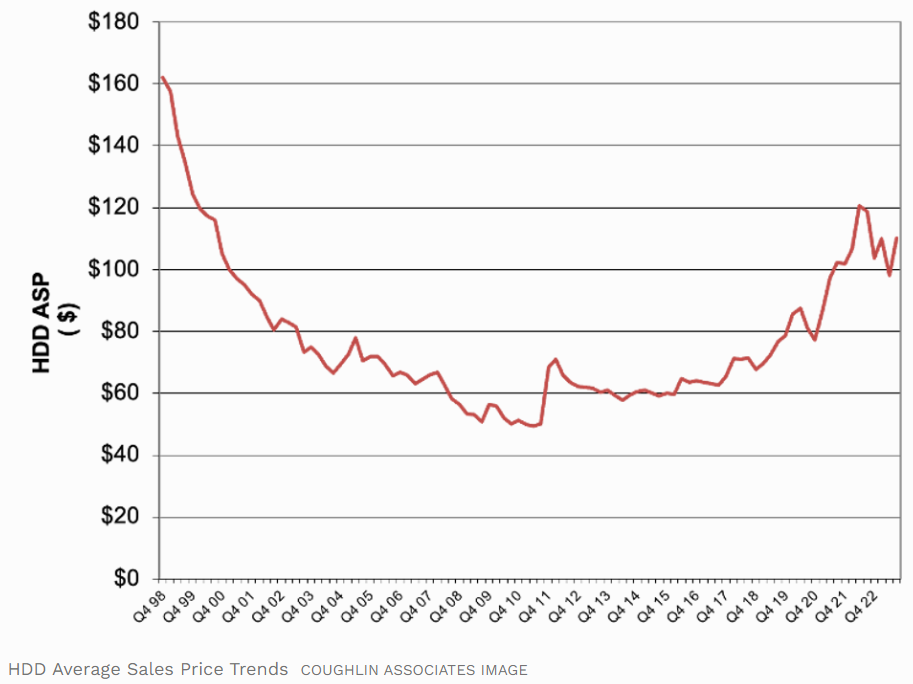 $180
$160
$140
$120
$100
$80
$60
$40
$20
$0
HDD ASP
( $)
Q4 98
Q4 99
Q4 00
Q4 01
Q4 02
Q4 03
Q4 04
Q4 05
Q4 06
Q4 07
Q4 08
Q4 09
Q4 10
Q4 11
Q4 12
Q4 13
Q4 14
Q4 15
Q4 16
Q4 17
Q4 18
Q4 19
Q4 20
Q4 21
Q4 22
HDD Average Sales Price Trends COUGHLIN ASSOCIATES IMAGE